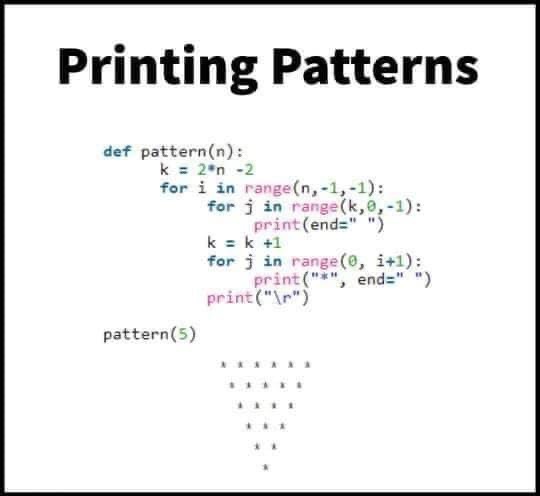 Printing Patterns
def pattern(n):
    k = 2*n -2
    for i in range(n,-1,-1):
        for j in range(k,0,-1):
            print(end=" ")
        k = k +1
        for j in range(0, i+1):
            print("*", end=" ")
        print("\r")
pattern(5)
* * * * * *
* * * * *
* * * *
* * *
* *
*